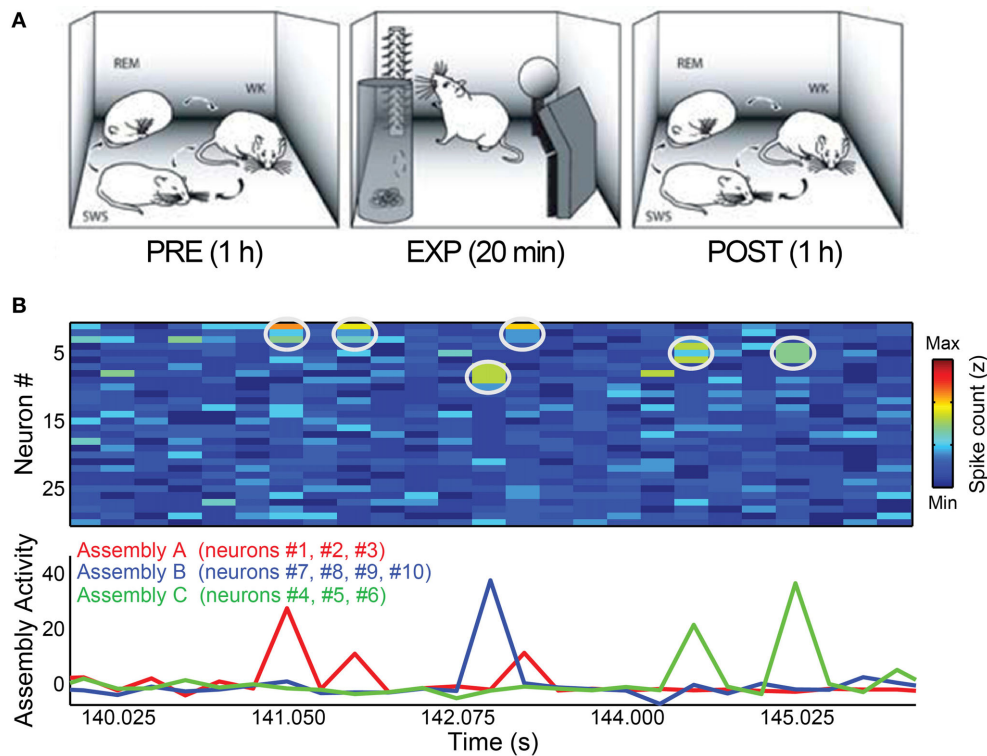 A
REM
WK
SWS
REM
WK
SWS
PRE (1 h)
EXP (20 min)
POST (1 h)
B
Neuron #
5
15
25
Max
Spike count (z)
Min
Assembly A (neurons #1, #2, #3)
Assembly B (neurons #7, #8, #9, #10)
Assembly C (neurons #4, #5, #6)
Assembly Activity
40
20
0
140.025 141.050 142.075 144.000 145.025
Time (s)